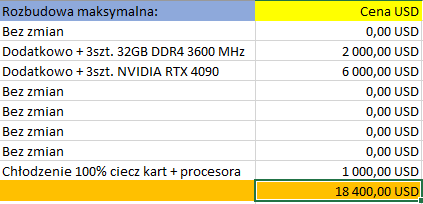 Rozbudowa maksymalna: Cena USD
Bez zmian 0,00 USD
Dodatkowo + 3szt. 32GB DDR4 3600 MHz 2 000,00 USD
Dodatkowo + 3szt. NVIDIA RTX 4090 6 000,00 USD
Bez zmian 0,00 USD
Bez zmian 0,00 USD
Bez zmian 0,00 USD
Bez zmian 0,00 USD
Chłodzenie 100% ciecz kart + procesora 1 000,00 USD
18 400,00 USD